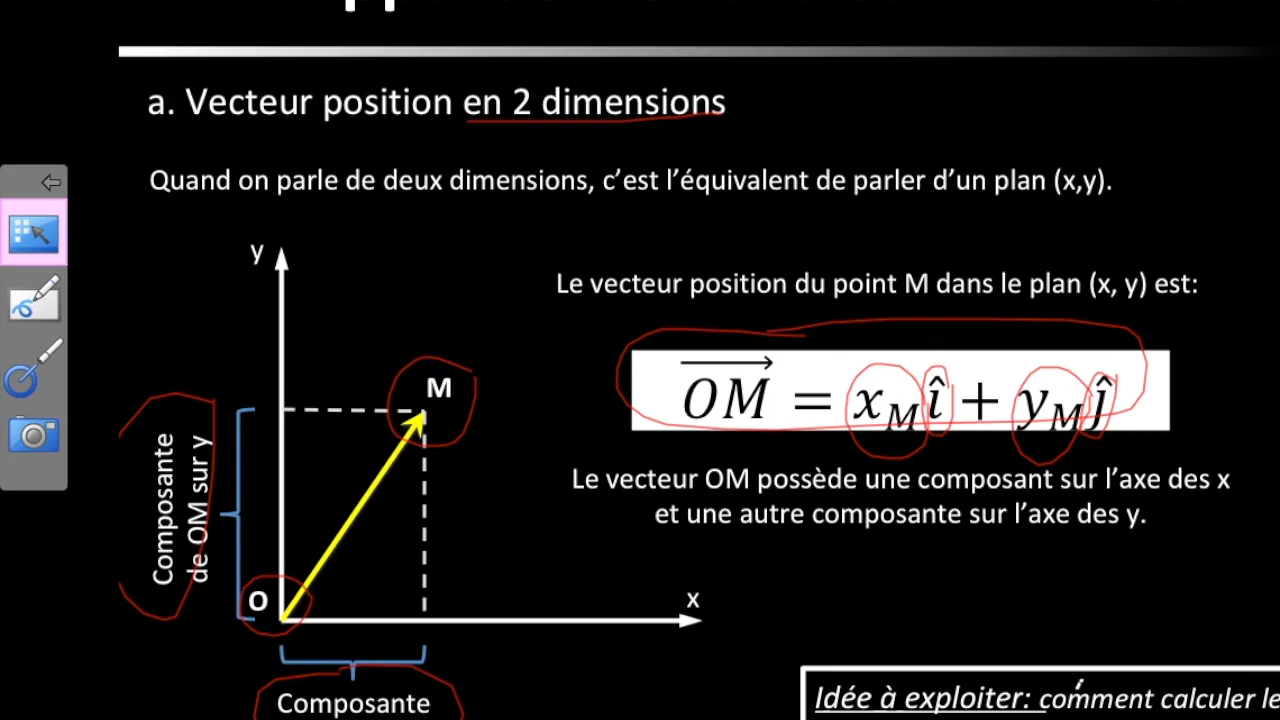 a. Vecteur position en 2 dimensions
Quand on parle de deux dimensions, c’est l’équivalent de parler d’un plan (x,y).
y
Le vecteur position du point M dans le plan (x, y) est:
M
OM = x_M î + y_M ĵ
Composante
de OM sur y
Le vecteur OM possède une composant sur l’axe des x
et une autre composante sur l’axe des y.
O
x
Composante
Idée à exploiter: comment calculer le